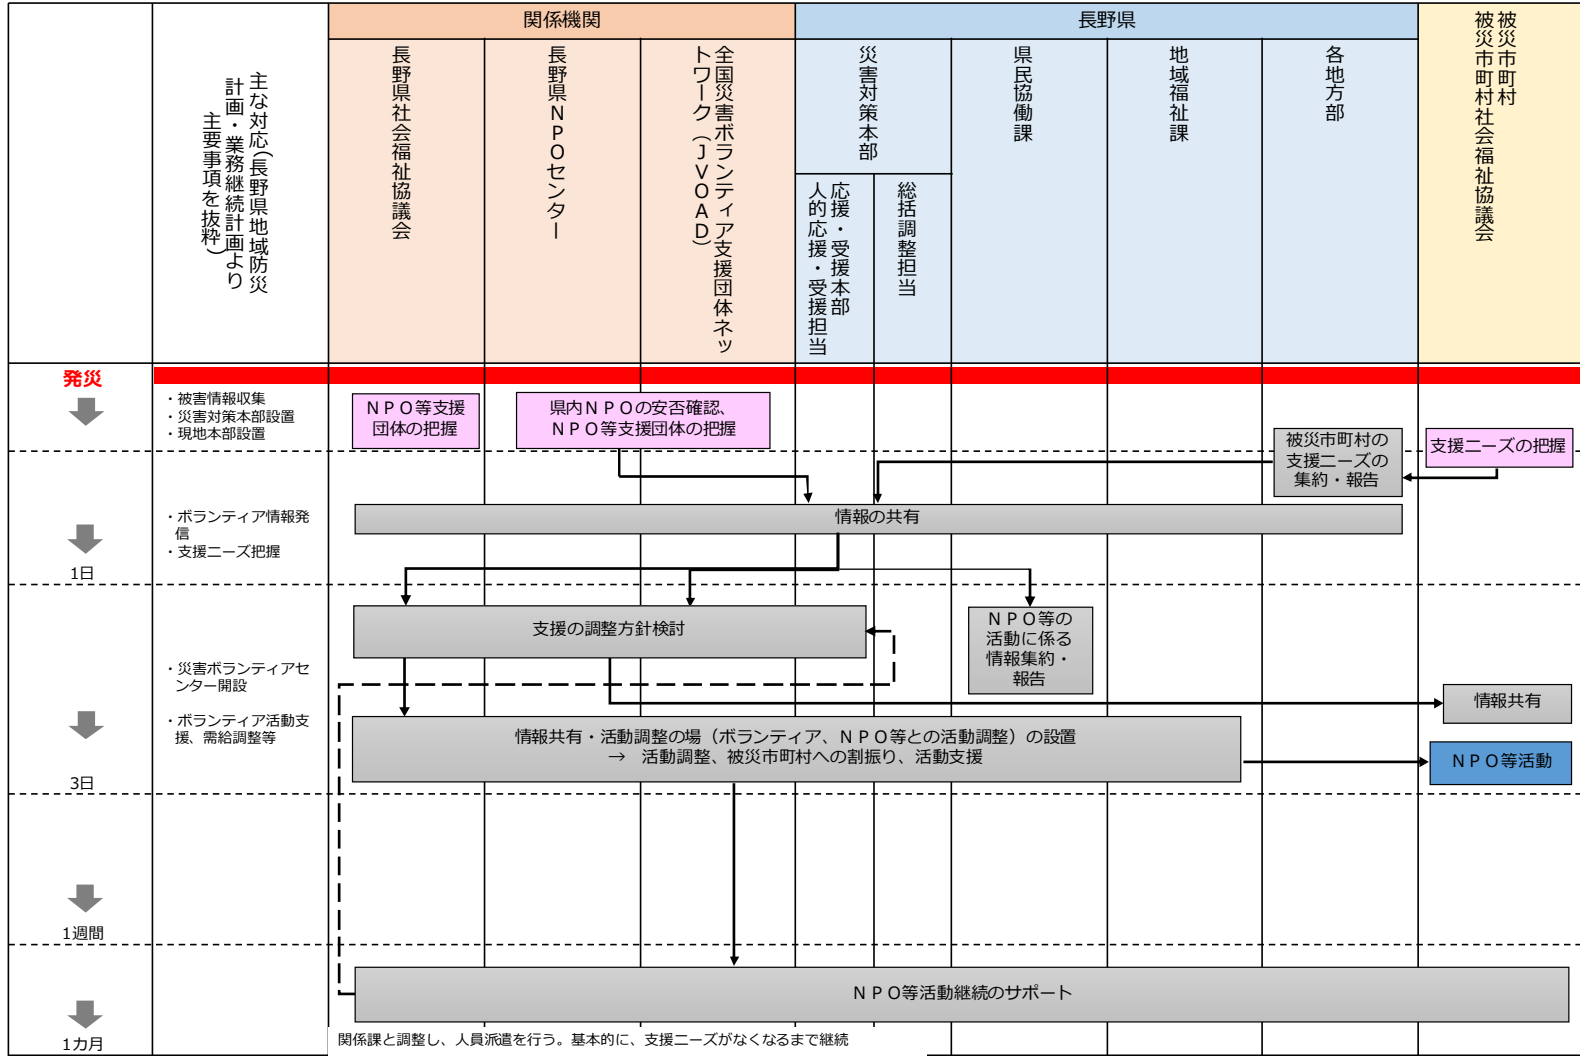 関係機関
長野県
主な対応（長野県地域防災
計画・業務継続計画より
主要事項を抜粋）
長野県社会福祉協議会
長野県ＮＰＯセンター
全国災害ボランティア支援団体ネッ
トワーク（ＪＶＯＡＤ）
災害対策本部
応援・受援本部
人的応援・受援担当
総括調整担当
県民協働課
地域福祉課
各地方部
被災市町村
被災市町村社会福祉協議会
発災
・被害情報収集
・災害対策本部設置
・現地本部設置
ＮＰＯ等支援
団体の把握
県内ＮＰＯの安否確認、
ＮＰＯ等支援団体の把握
被災市町村の
支援ニーズの
集約・報告
支援ニーズの把握
・ボランティア情報発
信
・支援ニーズ把握
情報の共有
1日
支援の調整方針検討
ＮＰＯ等の
活動に係る
情報集約・
報告
・災害ボランティアセ
ンター開設
・ボランティア活動支
援、需給調整等
情報共有
情報共有・活動調整の場（ボランティア、ＮＰＯ等との活動調整）の設置
→　活動調整、被災市町村への割振り、活動支援
ＮＰＯ等活動
3日
1週間
ＮＰＯ等活動継続のサポート
1カ月
関係課と調整し、人員派遣を行う。基本的に、支援ニーズがなくなるまで継続